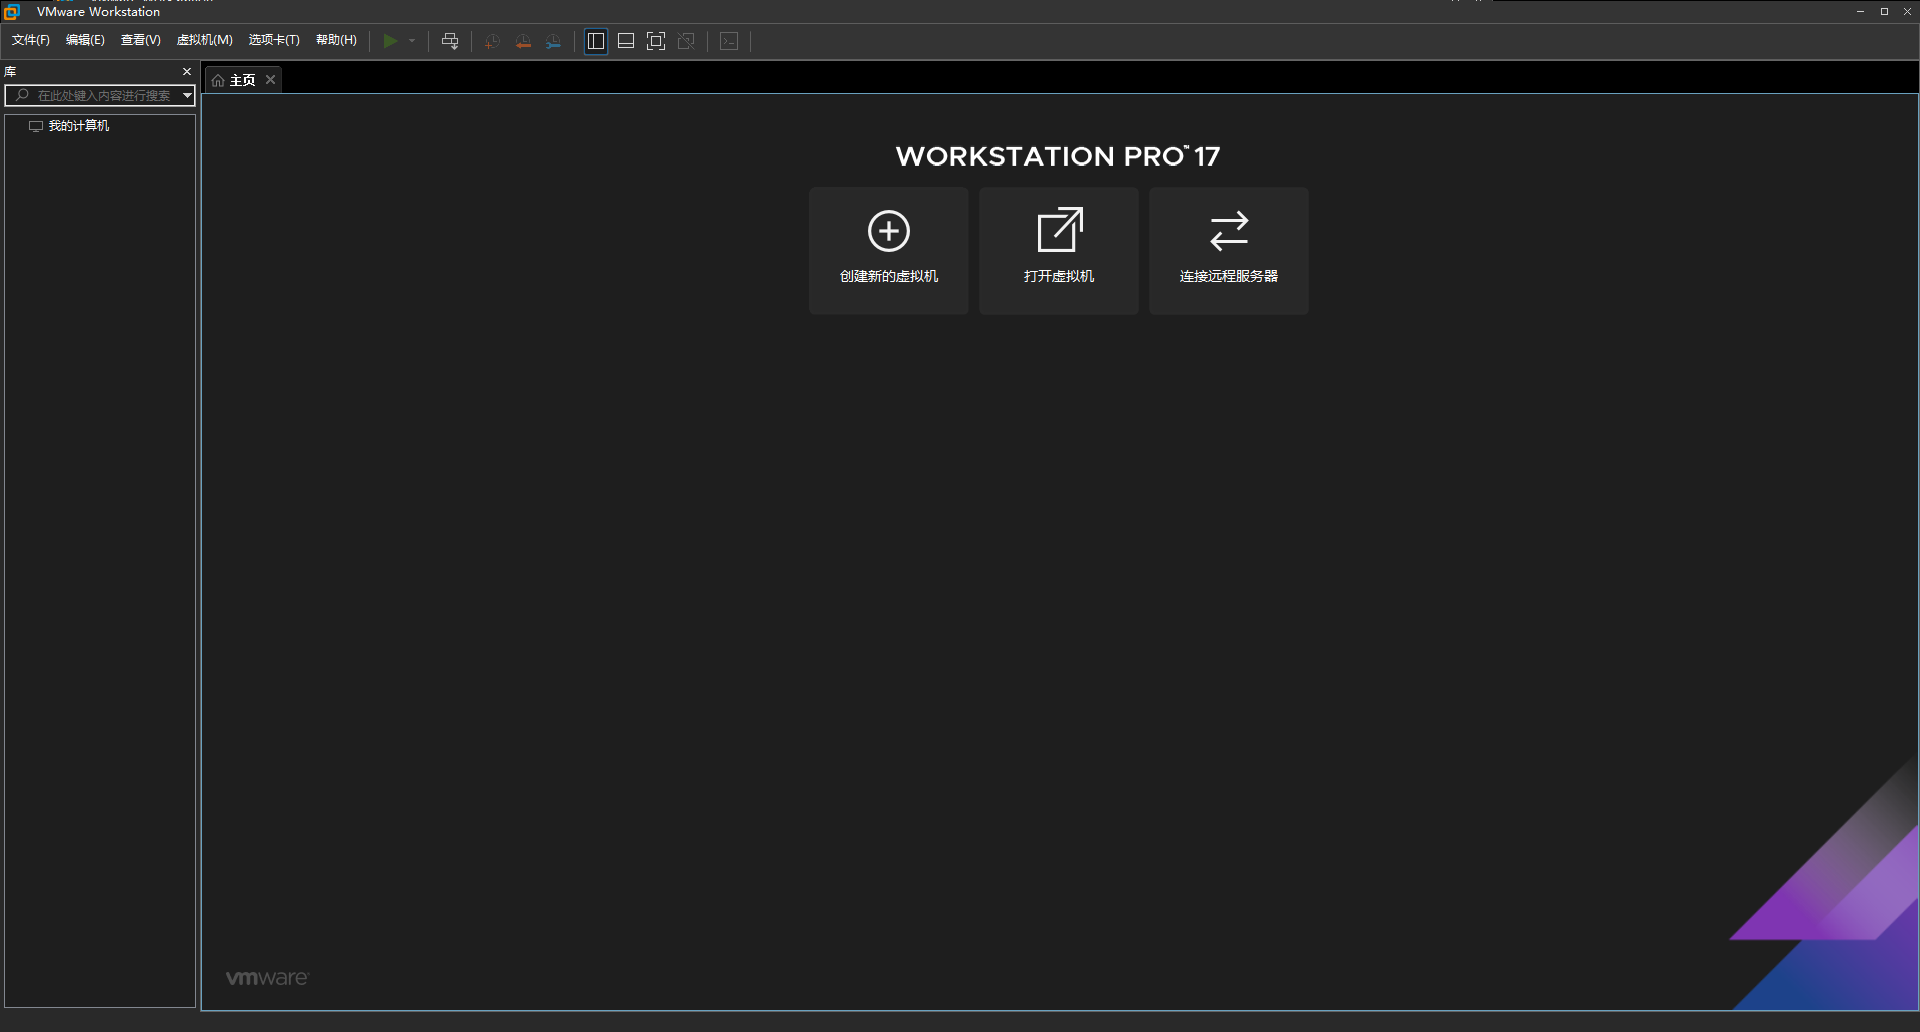 VMware Workstation
文件(F) 编辑(E) 查看(V) 虚拟机(M) 选项卡(T) 帮助(H)
库
在此处键入内容进行搜索
我的计算机
主页
WORKSTATION PRO™ 17
创建新的虚拟机
打开虚拟机
连接远程服务器
vmware